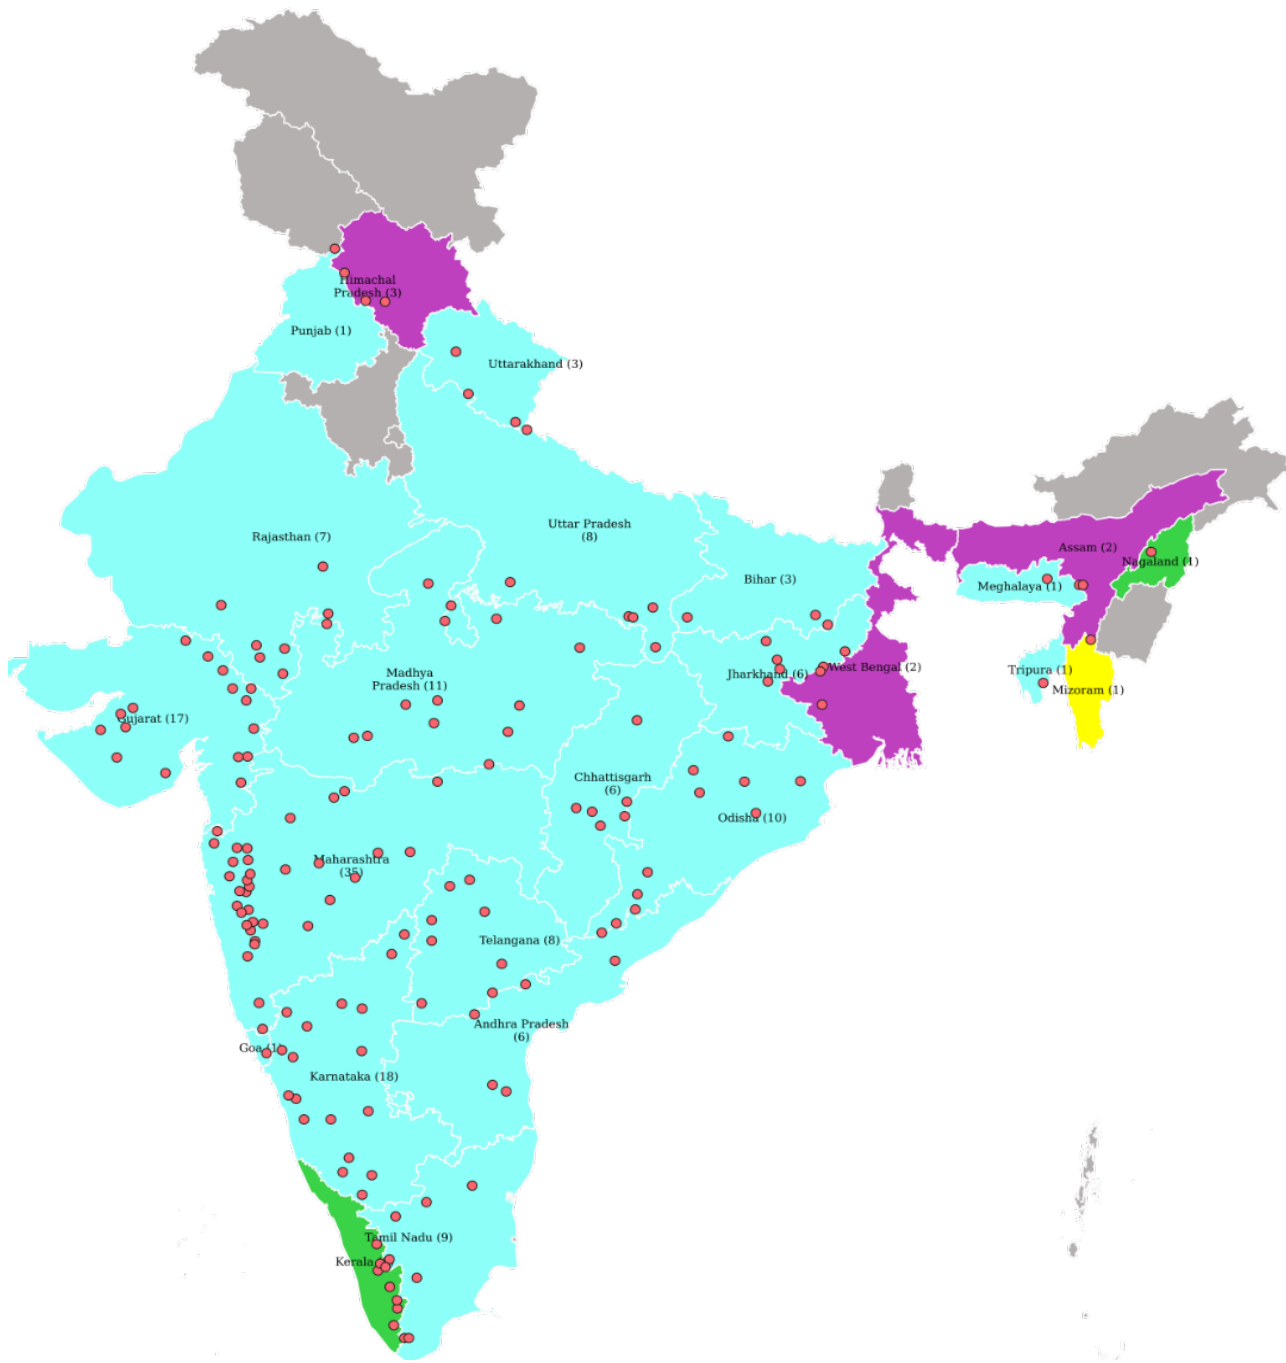 Himachal
Pradesh (3)
Punjab (1)
Uttarakhand (3)
Rajasthan (7)
Uttar Pradesh
(8)
Bihar (3)
Assam (2)
Nagaland (1)
Meghalaya (1)
Madhya
Pradesh (11)
Jharkhand (6)
West Bengal (2)
Tripura (1)
Mizoram (1)
Gujarat (17)
Chhattisgarh
(6)
Odisha (10)
Maharashtra
(35)
Telangana (8)
Andhra Pradesh
(6)
Goa (1)
Karnataka (18)
Tamil Nadu (9)
Kerala